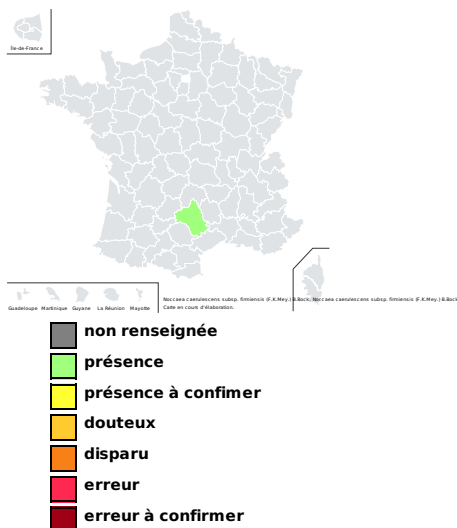 Île-de-France
Guadeloupe Martinique Guyane La Réunion Mayotte
Noccaea caerulescens subsp. firmiensis (F.K.Mey.) B.Bock, Noccaea caerulescens subsp. firmiensis (F.K.Mey.) B.Bock
Carte en cours d'élaboration.
non renseignée
présence
présence à confimer
douteux
disparu
erreur
erreur à confirmer